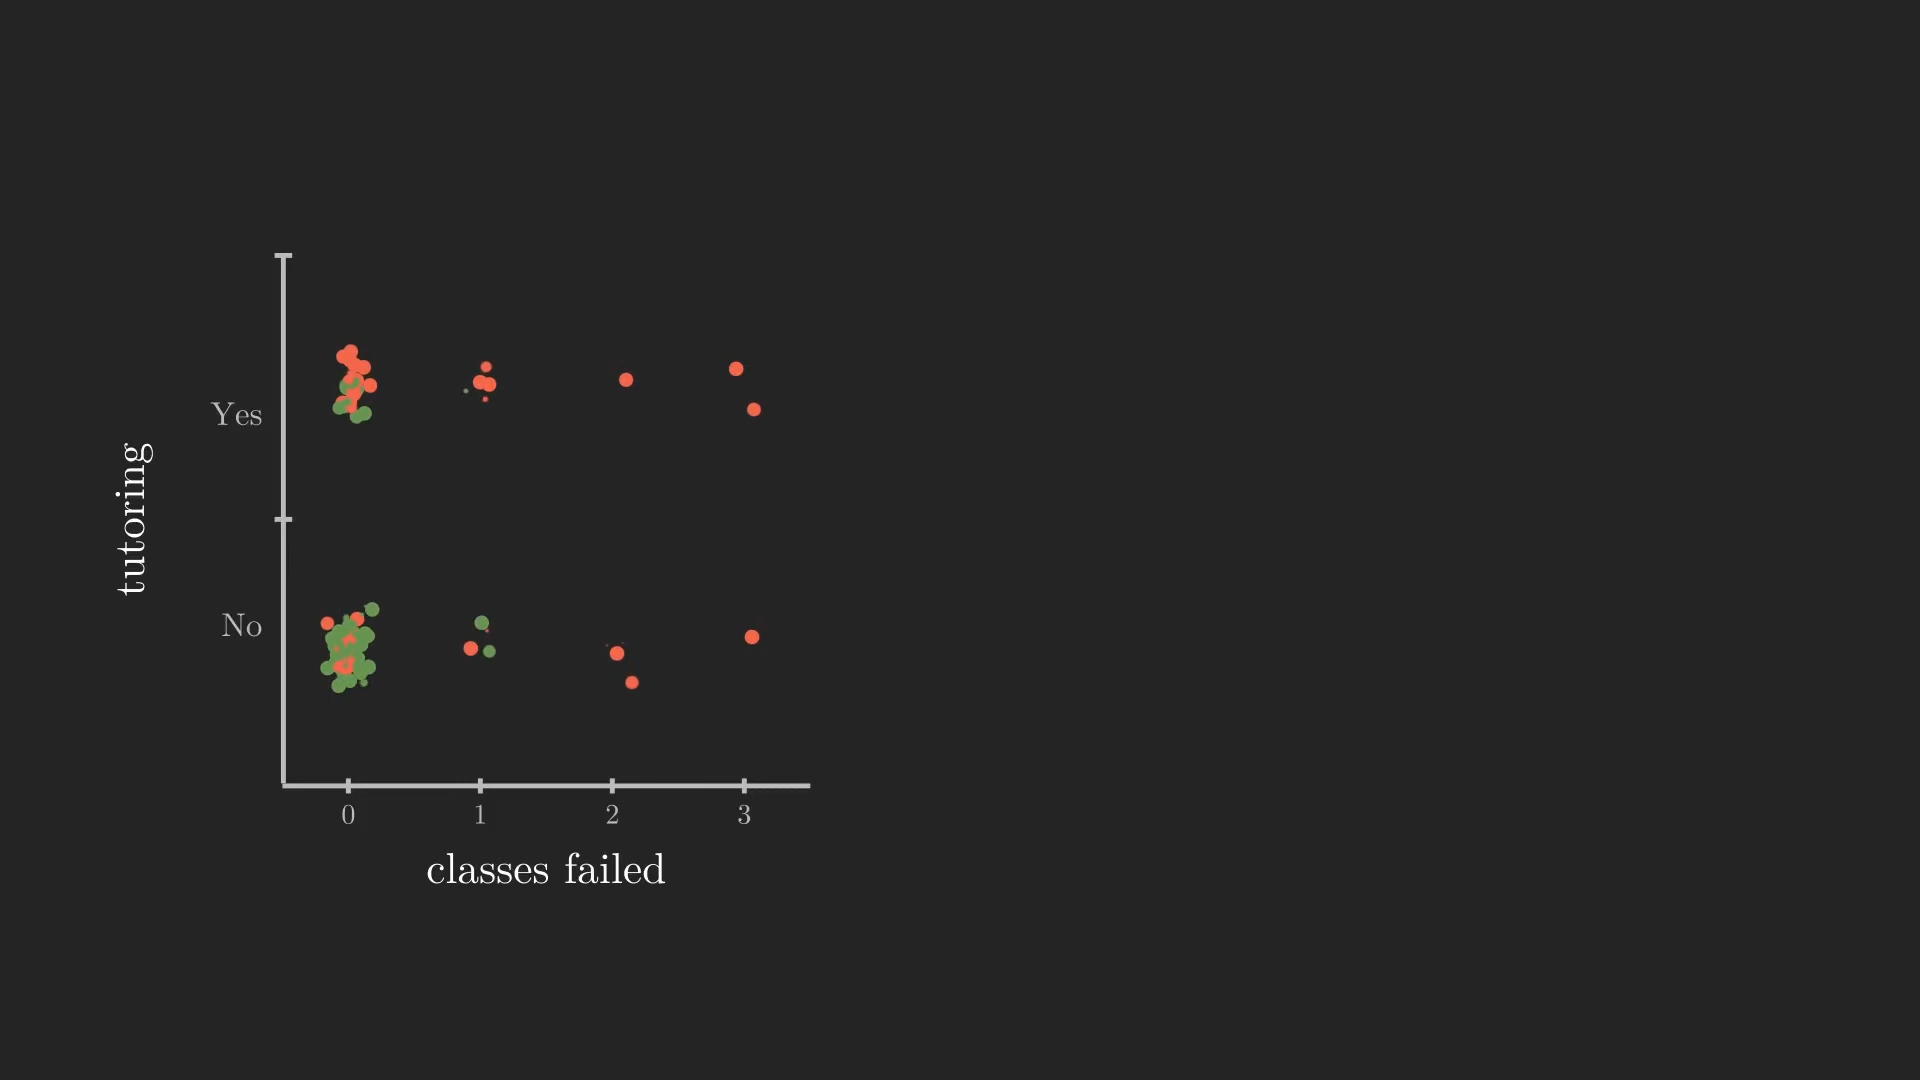 tutoring
Yes
No
0 1 2 3
classes failed